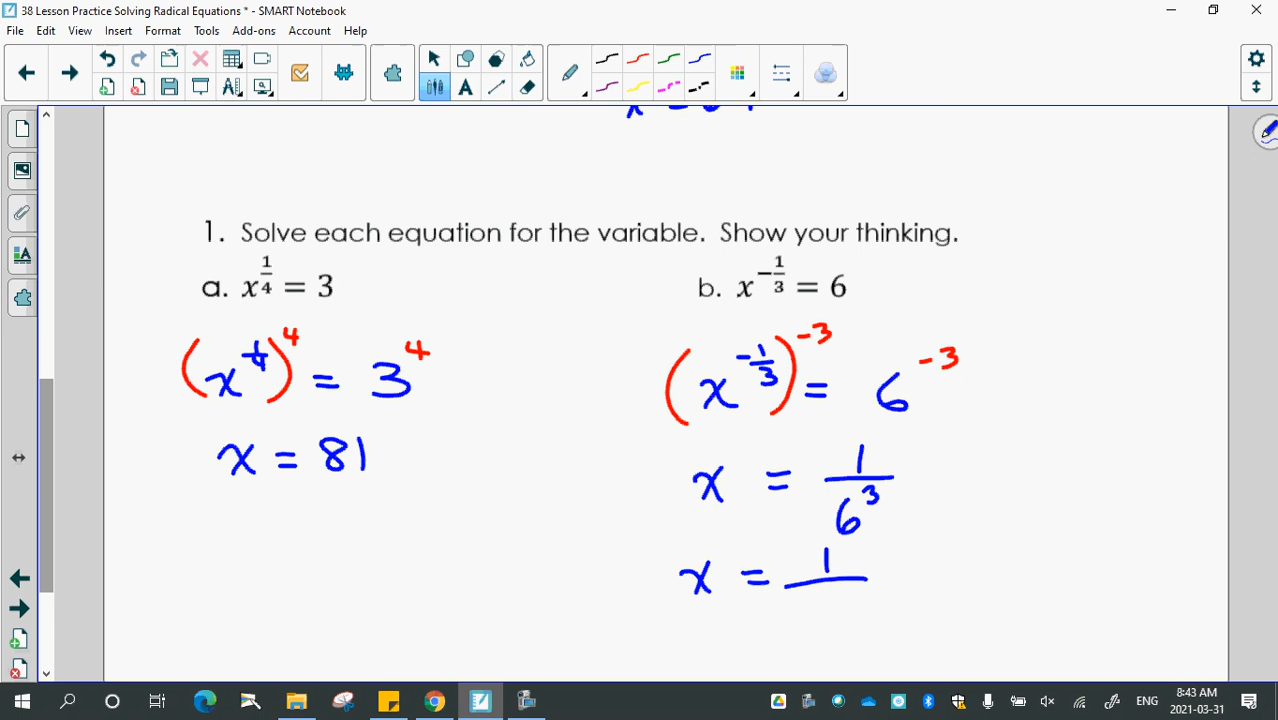 38 Lesson Practice Solving Radical Equations * - SMART Notebook
File Edit View Insert Format Tools Add-ons Account Help
1. Solve each equation for the variable. Show your thinking.
a. x^{1/4} = 3
b. x^{-1/3} = 6
(x^{1/4})^4 = 3^4
x = 81
(x^{-1/3})^{-3} = 6^{-3}
x = 1/6^3
x = 1/
ENG
8:43 AM
2021-03-31